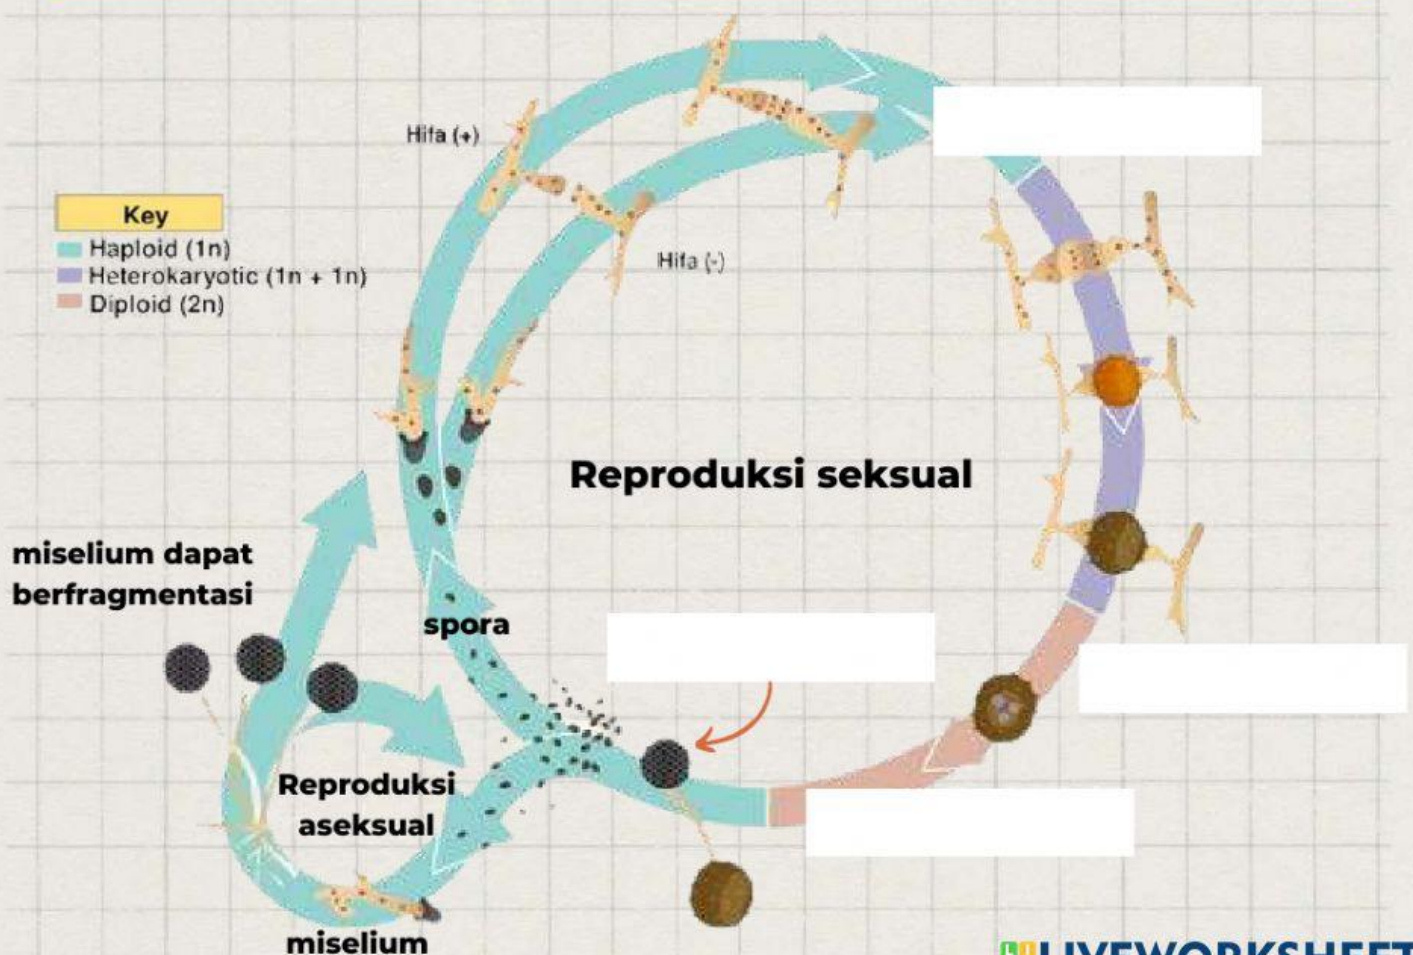 Hifa (+)
Key
Haploid (1n)
Heterokaryotic (1n + 1n)
Diploid (2n)
Hifa (-)
Reproduksi seksual
miselium dapat
berfragmentasi
spora
Reproduksi
aseksual
miselium
LIVEWORKSHEET